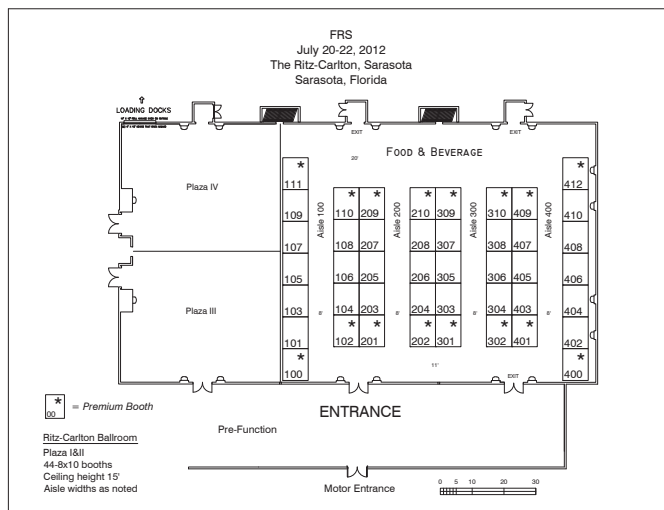 FRS
July 20-22, 2012
The Ritz-Carlton, Sarasota
Sarasota, Florida
LOADING DOCKS
EXIT
EXIT
20'
FOOD & BEVERAGE
Plaza IV
Plaza III
Aisle 100
Aisle 200
Aisle 300
Aisle 400
* 111
* 412
109
* 110
* 209
* 210
* 309
* 310
* 409
410
107
108
207
208
307
308
407
408
105
106
205
206
305
306
405
406
103
8'
104
203
8'
204
303
8'
304
403
8'
404
101
* 102
* 201
* 202
* 301
* 302
* 401
402
* 100
11'
EXIT
* 400
* 00 = Premium Booth
ENTRANCE
Pre-Function
Ritz-Carlton Ballroom
Plaza I&II
44-8x10 booths
Ceiling height 15'
Aisle widths as noted
Motor Entrance
0 5 10 20 30